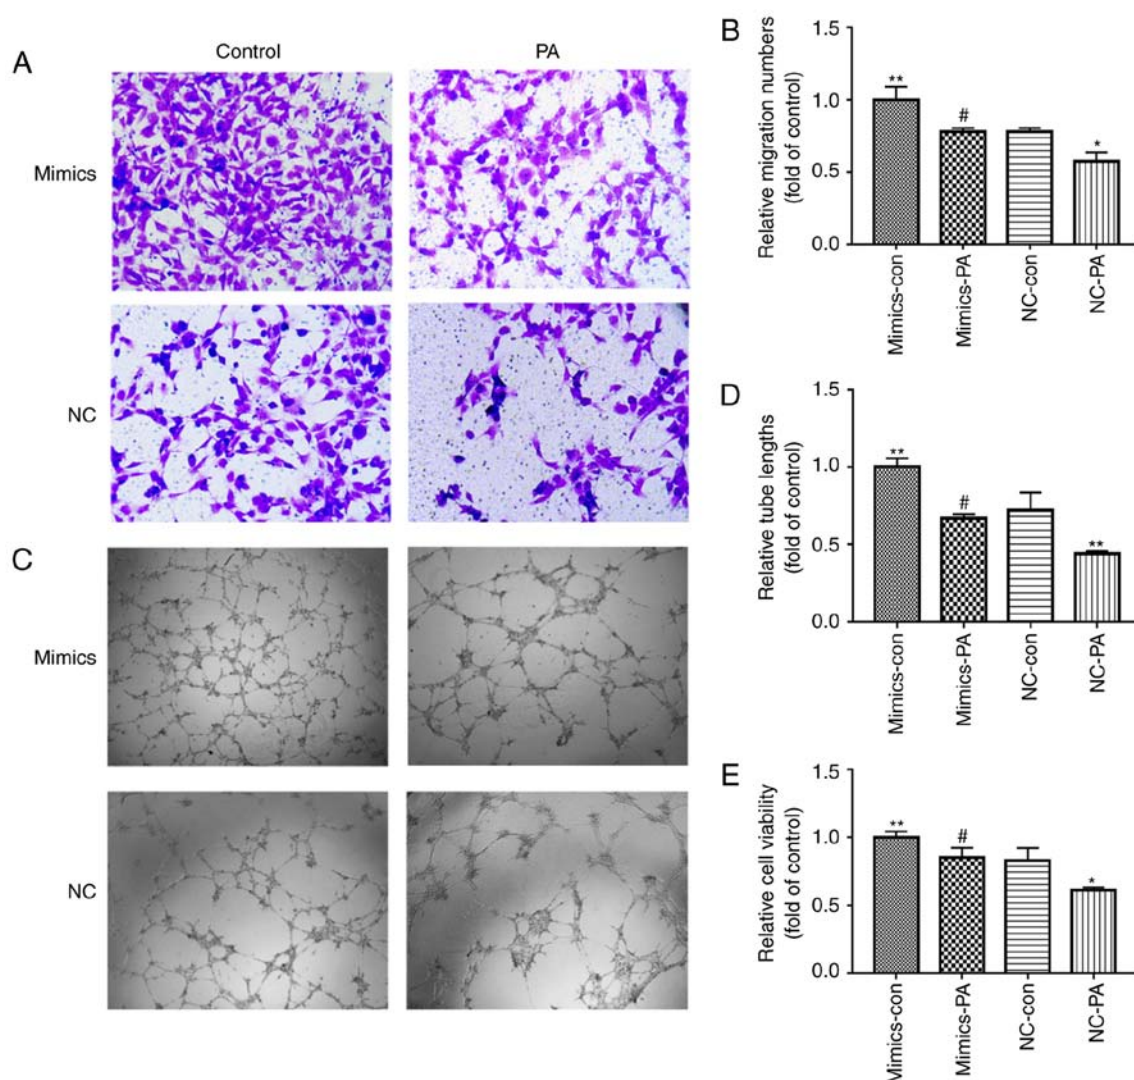 A
Control
PA
Mimics
NC
C
Mimics
NC
B
Relative migration numbers
(fold of control)
1.5
1.0
0.5
0.0
**
#
*
Mimics-con
Mimics-PA
NC-con
NC-PA
D
Relative tube lengths
(fold of control)
1.5
1.0
0.5
0.0
**
#
**
Mimics-con
Mimics-PA
NC-con
NC-PA
E
Relative cell viability
(fold of control)
1.5
1.0
0.5
0.0
**
#
*
Mimics-con
Mimics-PA
NC-con
NC-PA